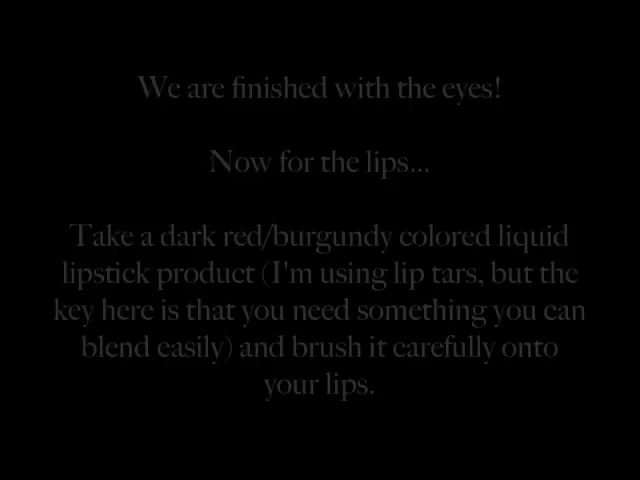 We are finished with the eyes!
Now for the lips...
Take a dark red/burgundy colored liquid
lipstick product (I'm using lip tars, but the
key here is that you need something you can
blend easily) and brush it carefully onto
your lips.